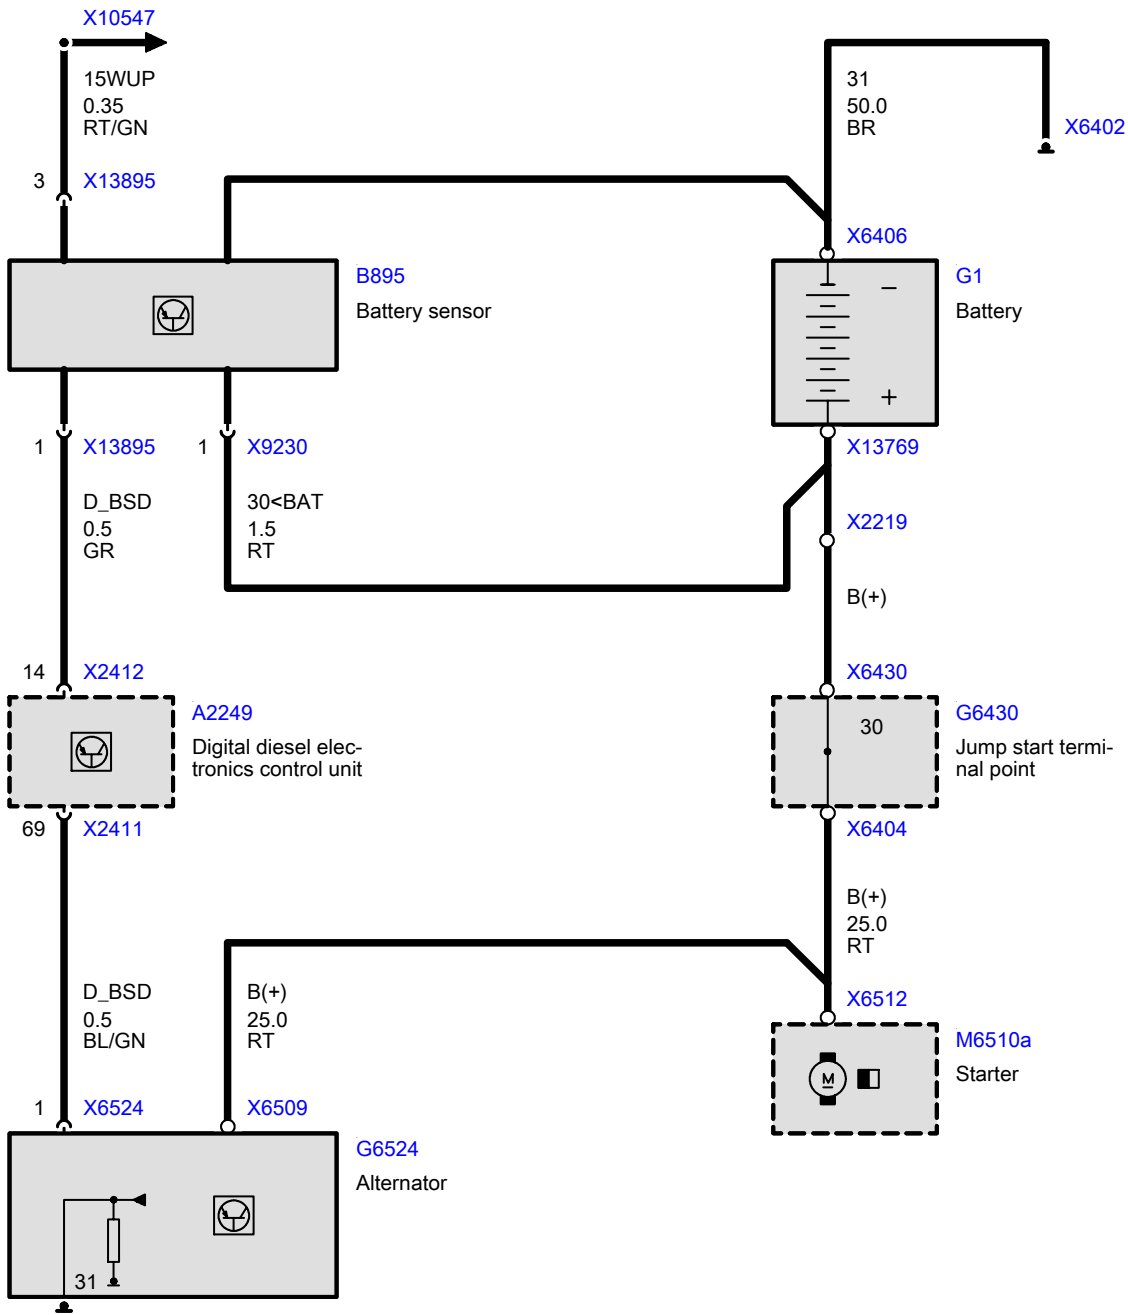 X10547
15WUP
0.35
RT/GN
3 X13895
31
50.0
BR
X6402
X6406
B895
Battery sensor
G1
Battery
−
+
1 X13895
1 X9230
X13769
D_BSD
0.5
GR
30<BAT
1.5
RT
X2219
B(+)
14 X2412
X6430
A2249
Digital diesel elec-
tronics control unit
30
G6430
Jump start termi-
nal point
69 X2411
X6404
B(+)
25.0
RT
D_BSD
0.5
BL/GN
B(+)
25.0
RT
X6512
M6510a
Starter
M
1 X6524
X6509
G6524
Alternator
31